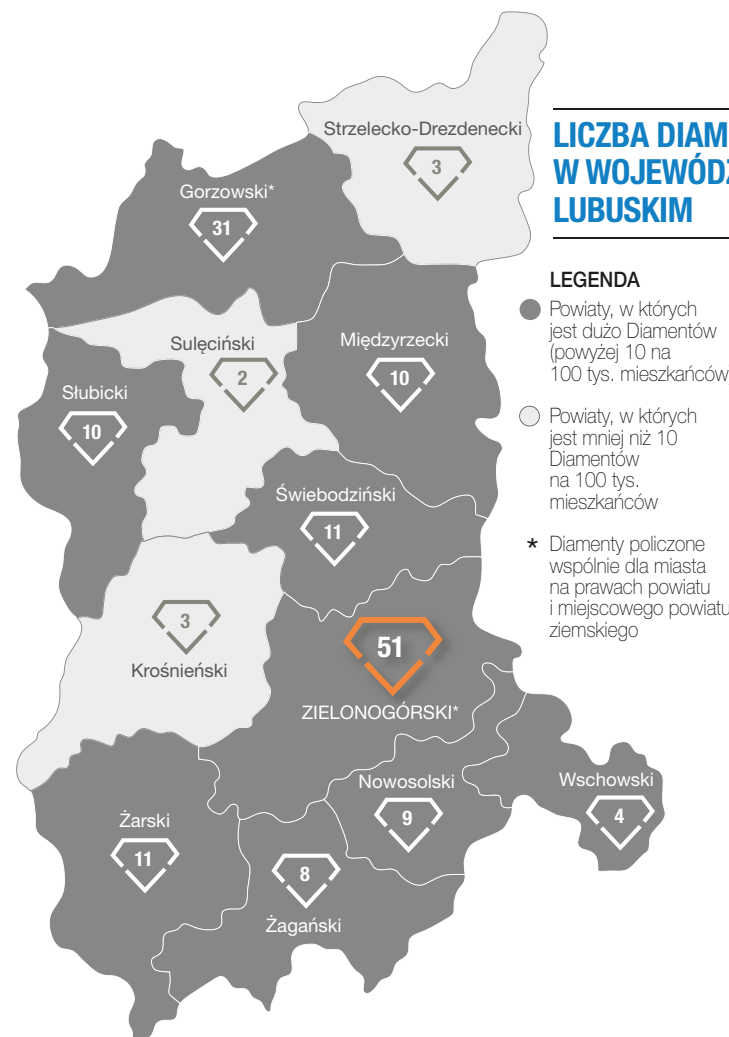 Strzelecko-Drezdenecki
3
LICZBA DIAM
W WOJEWÓDZ
LUBUSKIM
Gorzowski*
31
LEGENDA
Powiaty, w których
jest dużo Diamentów
(powyżej 10 na
100 tys. mieszkańców)
Powiaty, w których
jest mniej niż 10
Diamentów
na 100 tys.
mieszkańców
* Diamenty policzone
wspólnie dla miasta
na prawach powiatu
i miejscowego powiatu
ziemskiego
Sulęciński
2
Międzyrzecki
10
Słubicki
10
Świebodziński
11
3
Krośnieński
51
ZIELONOGÓRSKI*
Nowosolski
9
Wschowski
4
Żarski
11
8
Żagański